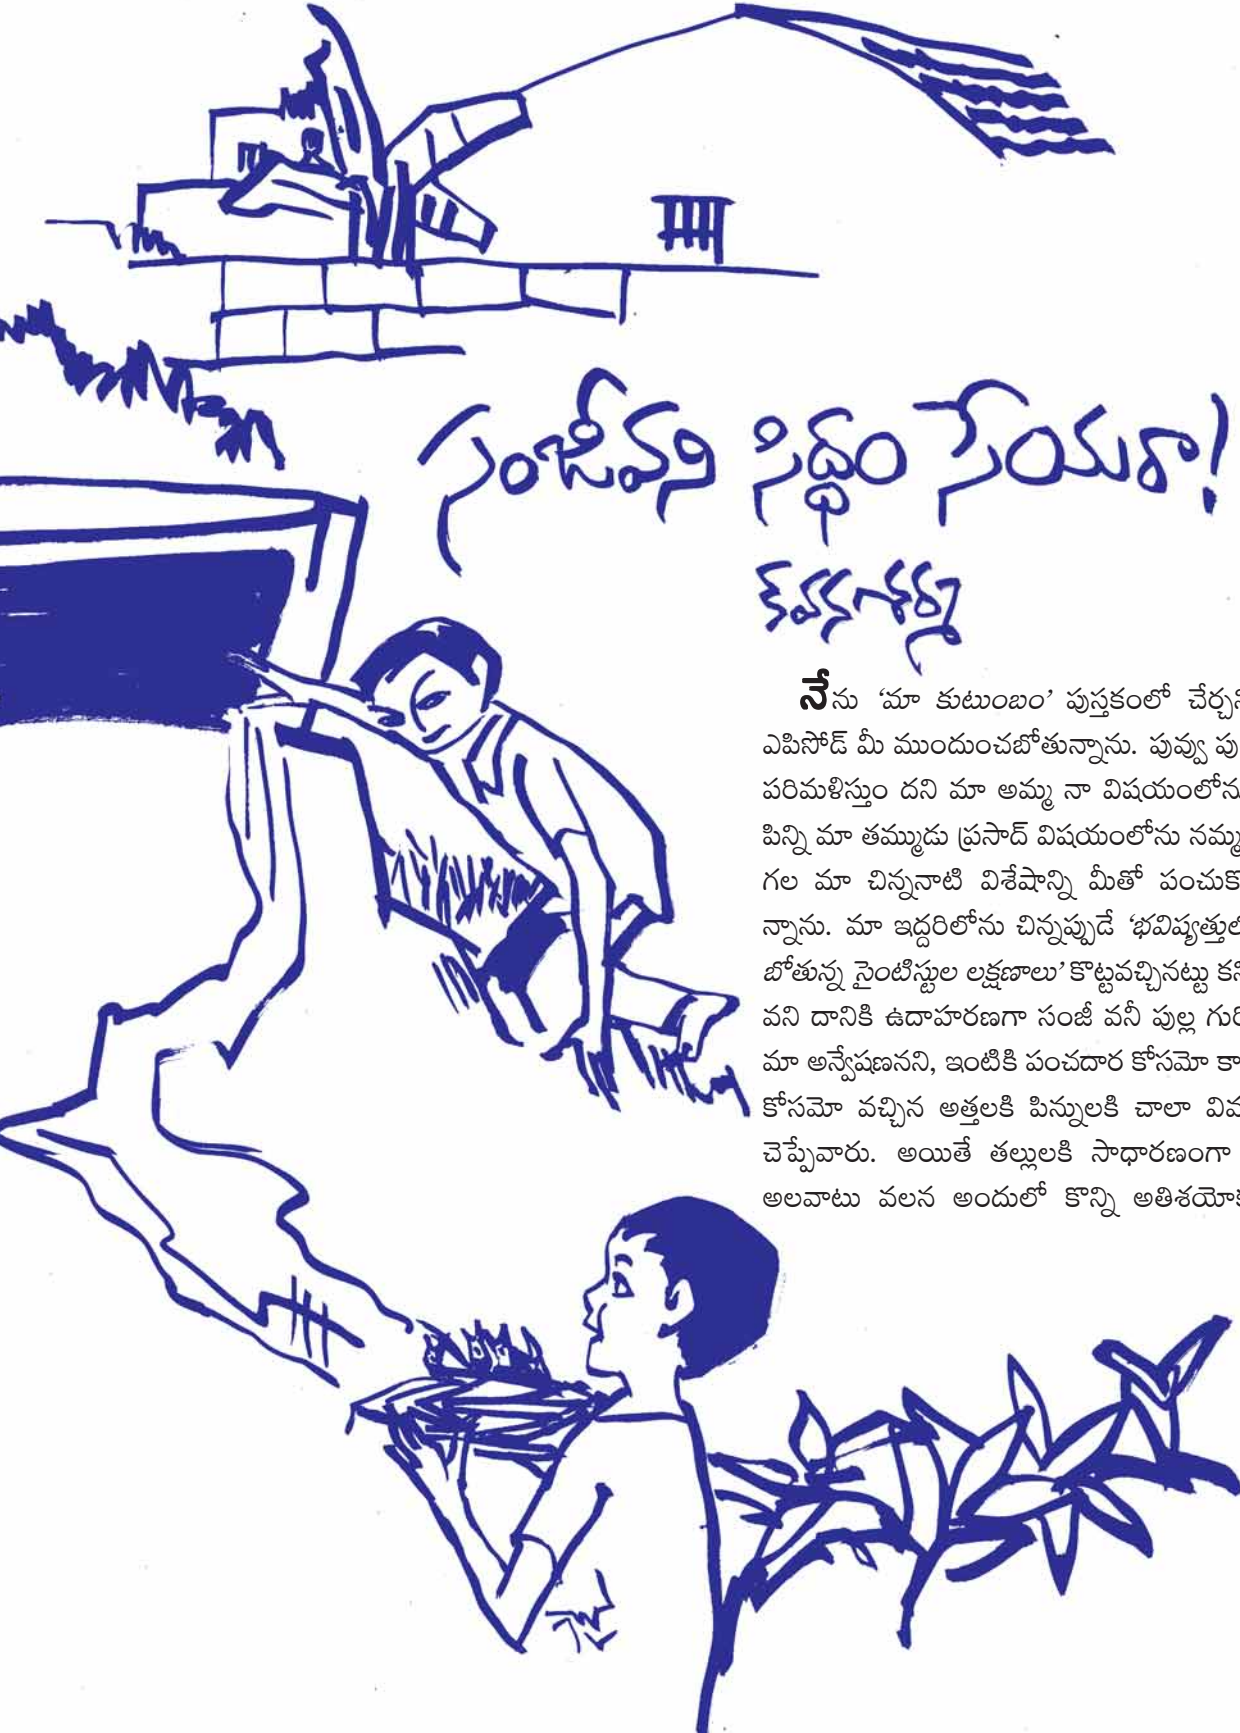 సంజీవని సిద్ధం సేయరా!
కవనశర్మ
నేను ‘మా కుటుంబం’ పుస్తకంలో చేర్చని
ఎపిసోడ్ మీ ముందుంచబోతున్నాను. పువ్వు పు
పరిమళిస్తుం దని మా అమ్మ నా విషయంలోను
పిన్ని మా తమ్ముడు ప్రసాద్ విషయంలోను నమ్మ
గల మా చిన్ననాటి విశేషాన్ని మీతో పంచుకొ
న్నాను. మా ఇద్దరిలోను చిన్నప్పుడే ‘భవిష్యత్తుల
బోతున్న సైంటిస్టుల లక్షణాలు’ కొట్టవచ్చినట్టు కని
వని దానికి ఉదాహరణగా సంజీ వనీ పుల్ల గురి
మా అన్వేషణనని, ఇంటికి పంచదార కోసమో కా
కోసమో వచ్చిన అత్తలకి పిన్నులకి చాలా వివ
చెప్పేవారు. అయితే తల్లులకి సాధారణంగా
అలవాటు వలన అందులో కొన్ని అతిశయోక